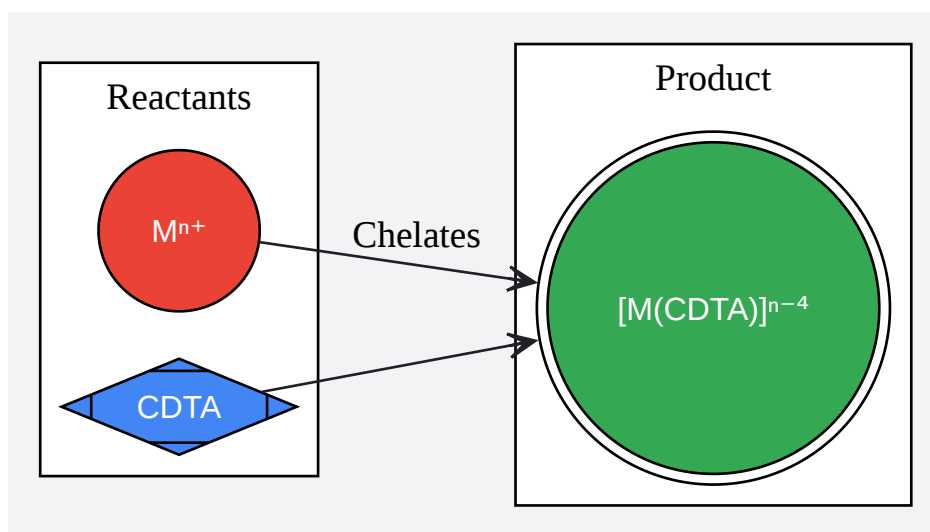 Reactants
Mⁿ⁺
CDTA
Chelates
Product
[M(CDTA)]ⁿ⁻⁴